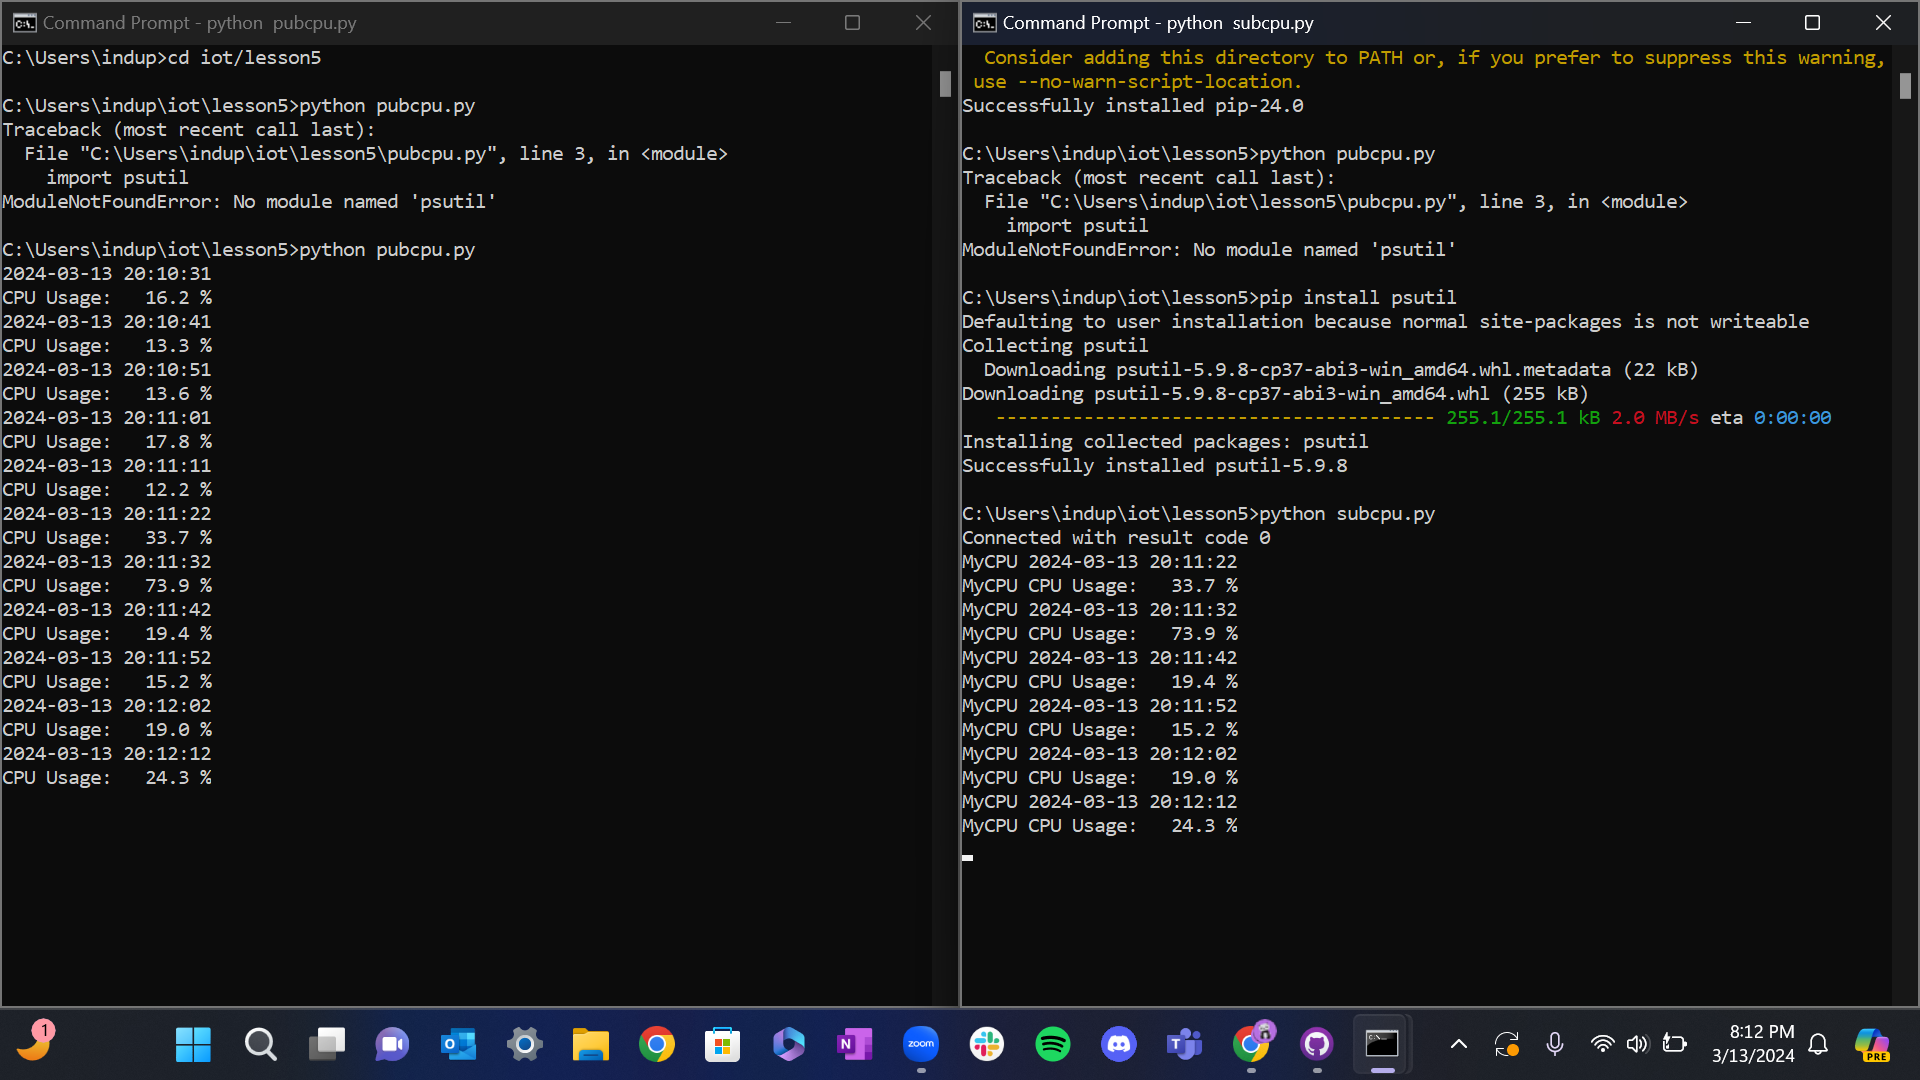 Command Prompt - python  pubcpu.py
C:\Users\indup>cd iot/lesson5
C:\Users\indup\iot\lesson5>python pubcpu.py
Traceback (most recent call last):
  File "C:\Users\indup\iot\lesson5\pubcpu.py", line 3, in <module>
    import psutil
ModuleNotFoundError: No module named 'psutil'
C:\Users\indup\iot\lesson5>python pubcpu.py
2024-03-13 20:10:31
CPU Usage:   16.2 %
2024-03-13 20:10:41
CPU Usage:   13.3 %
2024-03-13 20:10:51
CPU Usage:   13.6 %
2024-03-13 20:11:01
CPU Usage:   17.8 %
2024-03-13 20:11:11
CPU Usage:   12.2 %
2024-03-13 20:11:22
CPU Usage:   33.7 %
2024-03-13 20:11:32
CPU Usage:   73.9 %
2024-03-13 20:11:42
CPU Usage:   19.4 %
2024-03-13 20:11:52
CPU Usage:   15.2 %
2024-03-13 20:12:02
CPU Usage:   19.0 %
2024-03-13 20:12:12
CPU Usage:   24.3 %
Command Prompt - python  subcpu.py
  Consider adding this directory to PATH or, if you prefer to suppress this warning,
 use --no-warn-script-location.
Successfully installed pip-24.0
C:\Users\indup\iot\lesson5>python pubcpu.py
Traceback (most recent call last):
  File "C:\Users\indup\iot\lesson5\pubcpu.py", line 3, in <module>
    import psutil
ModuleNotFoundError: No module named 'psutil'
C:\Users\indup\iot\lesson5>pip install psutil
Defaulting to user installation because normal site-packages is not writeable
Collecting psutil
  Downloading psutil-5.9.8-cp37-abi3-win_amd64.whl.metadata (22 kB)
Downloading psutil-5.9.8-cp37-abi3-win_amd64.whl (255 kB)
   ---------------------------------------- 255.1/255.1 kB 2.0 MB/s eta 0:00:00
Installing collected packages: psutil
Successfully installed psutil-5.9.8
C:\Users\indup\iot\lesson5>python subcpu.py
Connected with result code 0
MyCPU 2024-03-13 20:11:22
MyCPU CPU Usage:   33.7 %
MyCPU 2024-03-13 20:11:32
MyCPU CPU Usage:   73.9 %
MyCPU 2024-03-13 20:11:42
MyCPU CPU Usage:   19.4 %
MyCPU 2024-03-13 20:11:52
MyCPU CPU Usage:   15.2 %
MyCPU 2024-03-13 20:12:02
MyCPU CPU Usage:   19.0 %
MyCPU 2024-03-13 20:12:12
MyCPU CPU Usage:   24.3 %
1
zoom
8:12 PM
3/13/2024
PRE